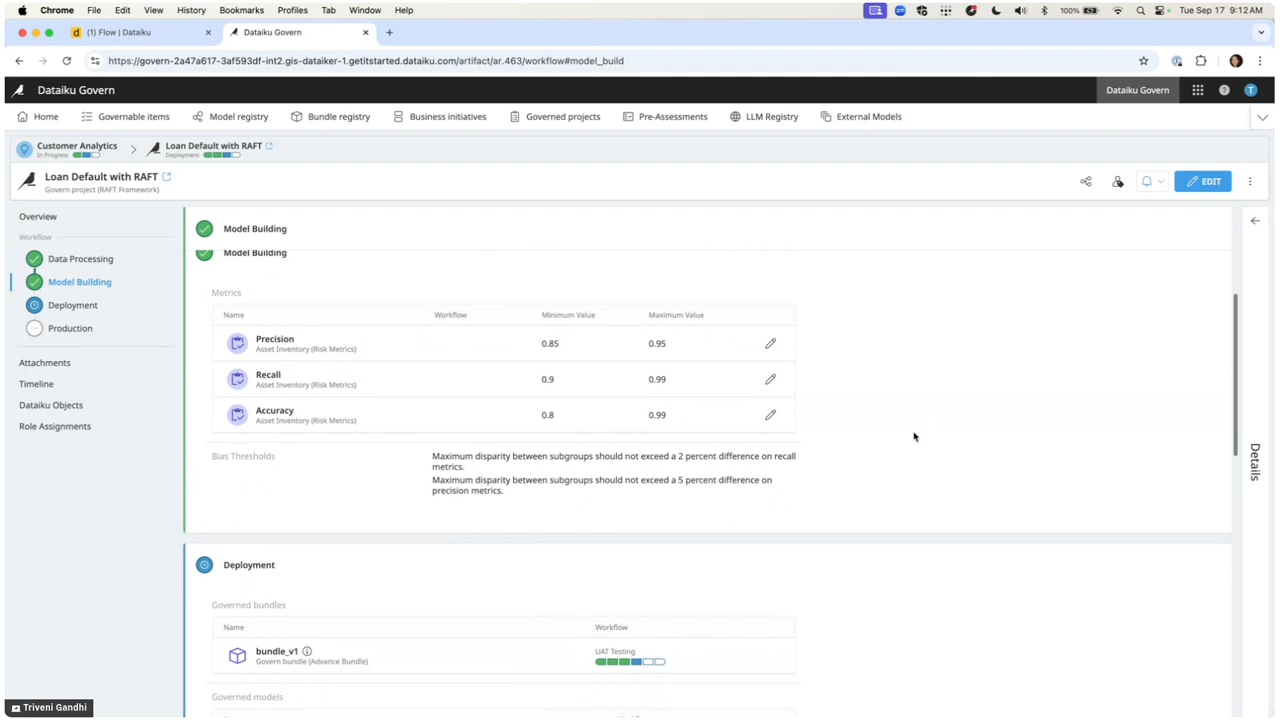 Chrome File Edit View History Bookmarks Profiles Tab Window Help 100% Tue Sep 17 9:12 AM
(1) Flow | Dataiku
Dataiku Govern
https://govern-2a47a617-3af593df-int2.gis-dataiker-1.getitstarted.dataiku.com/artifact/ar.463/workflow#model_build
Dataiku Govern
Dataiku Govern
T
Home Governable items Model registry Bundle registry Business initiatives Governed projects Pre-Assessments LLM Registry External Models
Customer Analytics
In Progress
Loan Default with RAFT
Deployment
Loan Default with RAFT
Govern project (RAFT Framework)
EDIT
Overview
Workflow
Data Processing
Model Building
Deployment
Production
Attachments
Timeline
Dataiku Objects
Role Assignments
Model Building
Model Building
Metrics
Name Workflow Minimum Value Maximum Value
Precision
Asset Inventory (Risk Metrics)
0.85 0.95
Recall
Asset Inventory (Risk Metrics)
0.9 0.99
Accuracy
Asset Inventory (Risk Metrics)
0.8 0.99
Bias Thresholds
Maximum disparity between subgroups should not exceed a 2 percent difference on recall
metrics.
Maximum disparity between subgroups should not exceed a 5 percent difference on
precision metrics.
Deployment
Governed bundles
Name Workflow
bundle_v1
Govern bundle (Advance Bundle)
UAT Testing
Governed models
Details
Triveni Gandhi